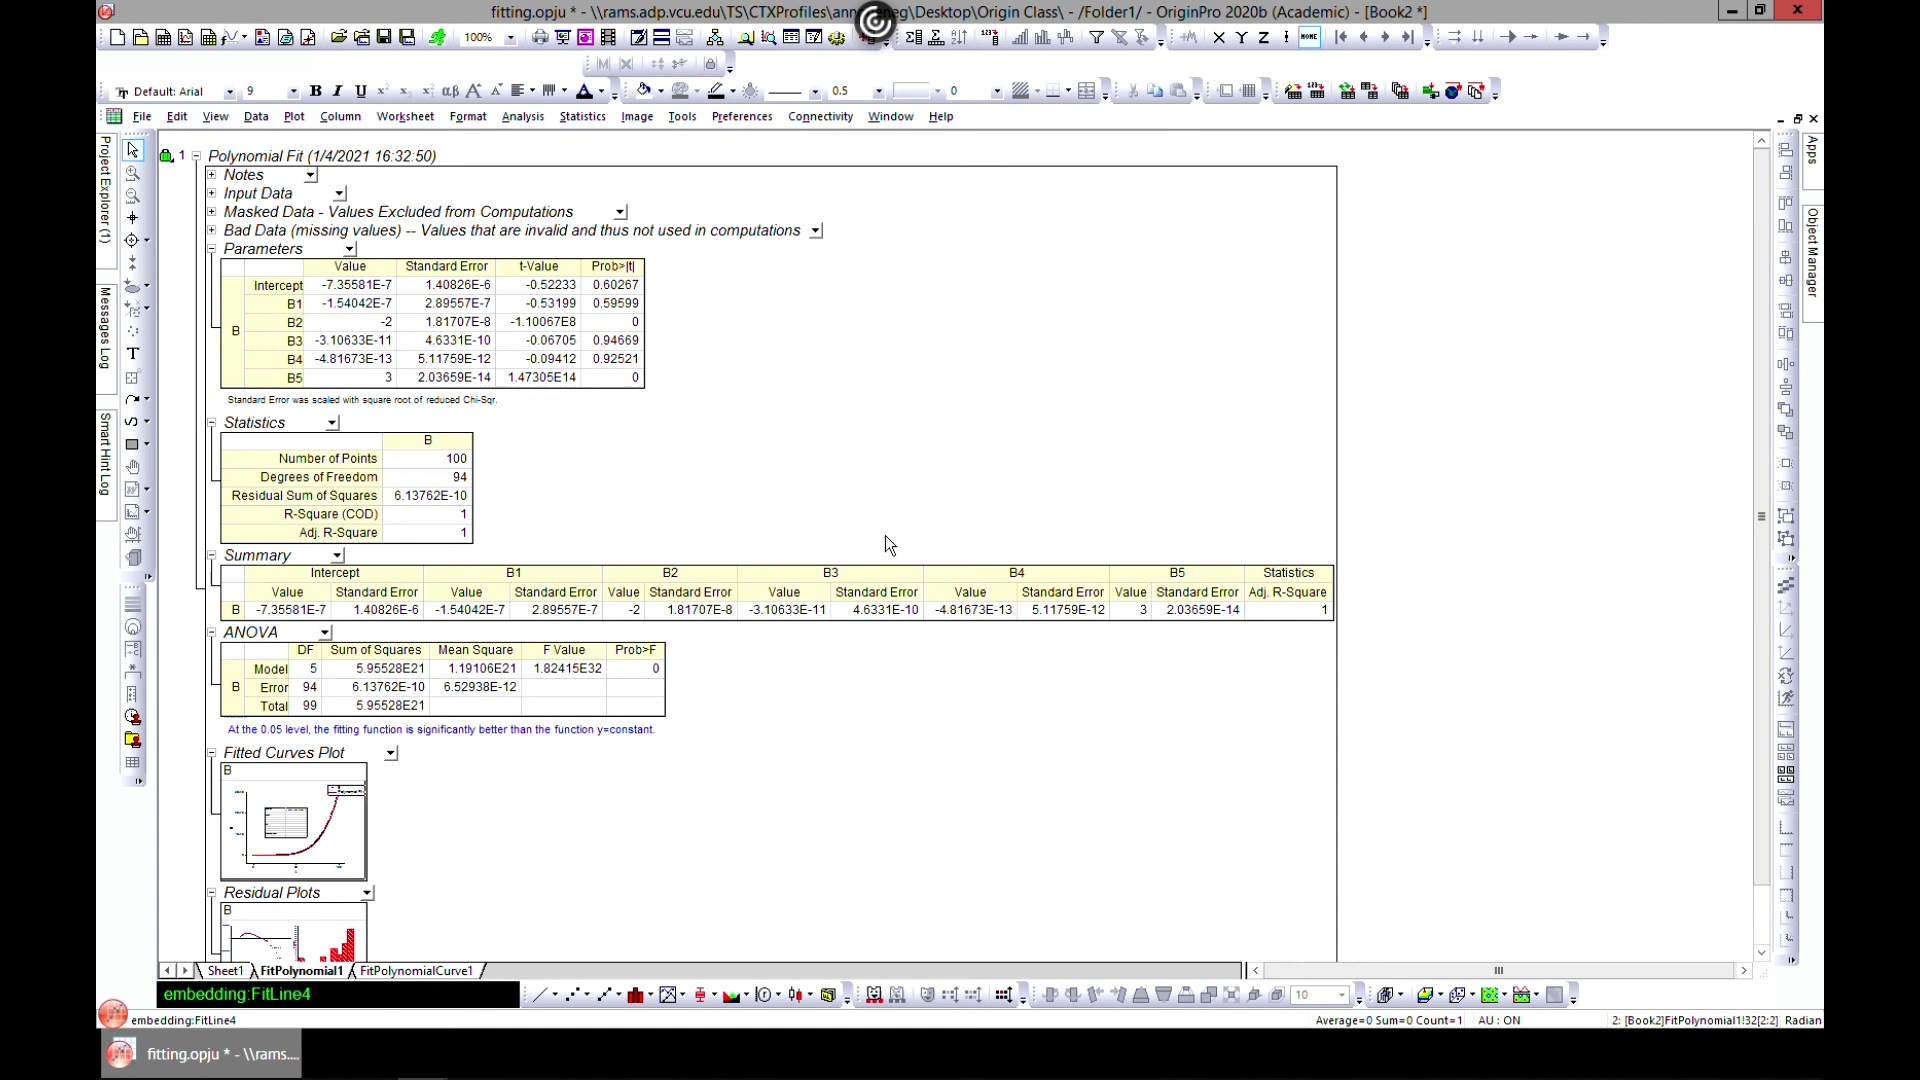 fitting.opju * - \\rams.adp.vcu.edu\TS\CTXProfiles\ann eneg\Desktop\Origin Class\ - /Folder1/ - OriginPro 2020b (Academic) - [Book2 *]
100%
Default: Arial 9 B I U αβ A A 0.5 0
File Edit View Data Plot Column Worksheet Format Analysis Statistics Image Tools Preferences Connectivity Window Help
Project Explorer (1)
Messages Log
Smart Hint Log
Apps
Object Manager
1 Polynomial Fit (1/4/2021 16:32:50)
Notes
Input Data
Masked Data - Values Excluded from Computations
Bad Data (missing values) -- Values that are invalid and thus not used in computations
Parameters
Value Standard Error t-Value Prob>|t|
Intercept -7.35581E-7 1.40826E-6 -0.52233 0.60267
B1 -1.54042E-7 2.89557E-7 -0.53199 0.59599
B2 -2 1.81707E-8 -1.10067E8 0
B
B3 -3.10633E-11 4.6331E-10 -0.06705 0.94669
B4 -4.81673E-13 5.11759E-12 -0.09412 0.92521
B5 3 2.03659E-14 1.47305E14 0
Standard Error was scaled with square root of reduced Chi-Sqr.
Statistics
B
Number of Points 100
Degrees of Freedom 94
Residual Sum of Squares 6.13762E-10
R-Square (COD) 1
Adj. R-Square 1
Summary
Intercept B1 B2 B3 B4 B5 Statistics
Value Standard Error Value Standard Error Value Standard Error Value Standard Error Value Standard Error Value Standard Error Adj. R-Square
B -7.35581E-7 1.40826E-6 -1.54042E-7 2.89557E-7 -2 1.81707E-8 -3.10633E-11 4.6331E-10 -4.81673E-13 5.11759E-12 3 2.03659E-14 1
ANOVA
DF Sum of Squares Mean Square F Value Prob>F
Model 5 5.95528E21 1.19106E21 1.82415E32 0
B Error 94 6.13762E-10 6.52938E-12
Total 99 5.95528E21
At the 0.05 level, the fitting function is significantly better than the function y=constant.
Fitted Curves Plot
B
Residual Plots
B
Sheet1 FitPolynomial1 FitPolynomialCurve1
embedding:FitLine4
10
embedding:FitLine4
Average=0 Sum=0 Count=1 AU : ON 2: [Book2]FitPolynomial1!32[2:2] Radian
fitting.opju * - \\rams....